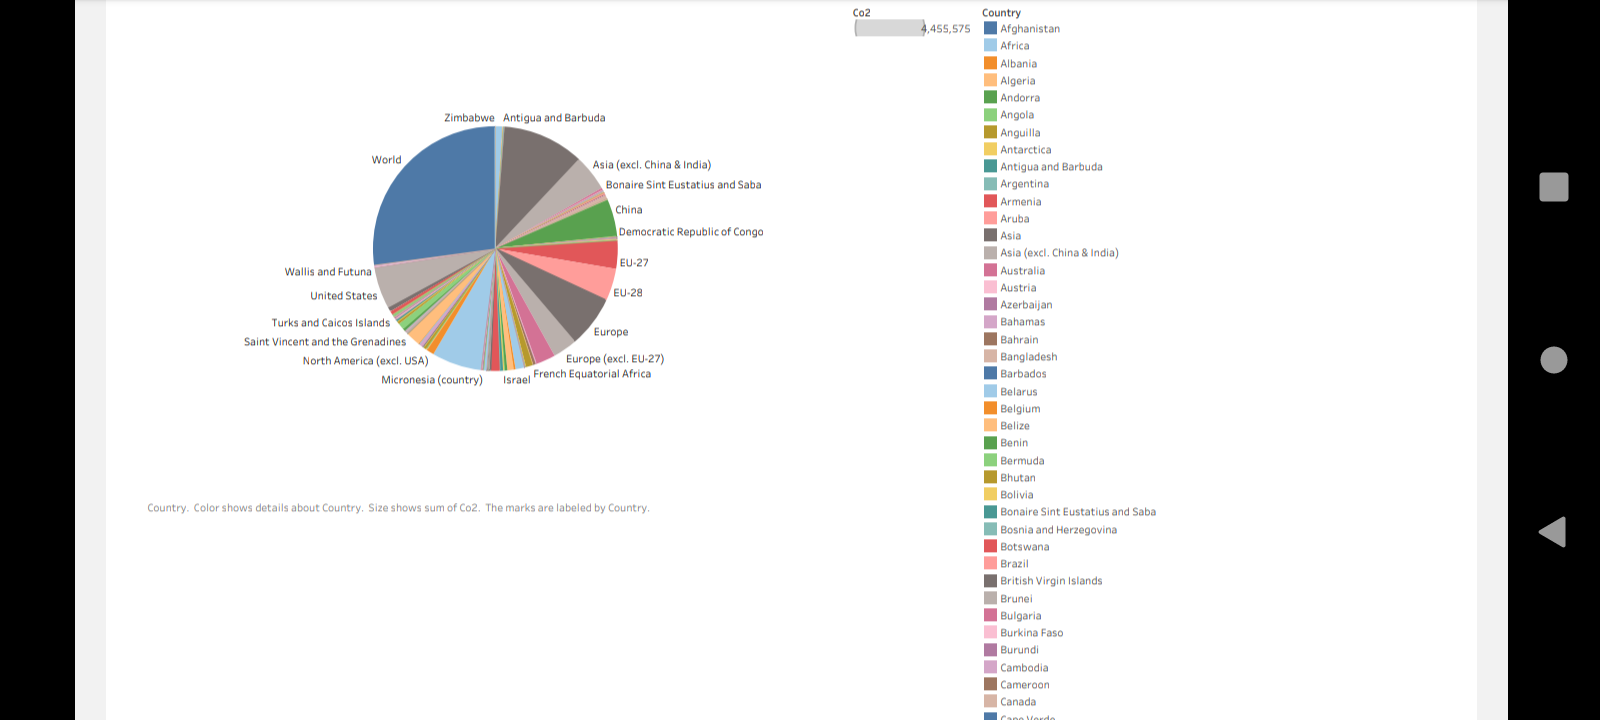 Co2
4,455,575
Country
Afghanistan
Africa
Albania
Algeria
Andorra
Angola
Anguilla
Antarctica
Antigua and Barbuda
Argentina
Armenia
Aruba
Asia
Asia (excl. China & India)
Australia
Austria
Azerbaijan
Bahamas
Bahrain
Bangladesh
Barbados
Belarus
Belgium
Belize
Benin
Bermuda
Bhutan
Bolivia
Bonaire Sint Eustatius and Saba
Bosnia and Herzegovina
Botswana
Brazil
British Virgin Islands
Brunei
Bulgaria
Burkina Faso
Burundi
Cambodia
Cameroon
Canada
Cape Verde
Zimbabwe
Antigua and Barbuda
World
Asia (excl. China & India)
Bonaire Sint Eustatius and Saba
China
Democratic Republic of Congo
EU-27
Wallis and Futuna
EU-28
United States
Turks and Caicos Islands
Europe
Saint Vincent and the Grenadines
Europe (excl. EU-27)
North America (excl. USA)
French Equatorial Africa
Micronesia (country)
Israel
Country. Color shows details about Country. Size shows sum of Co2. The marks are labeled by Country.